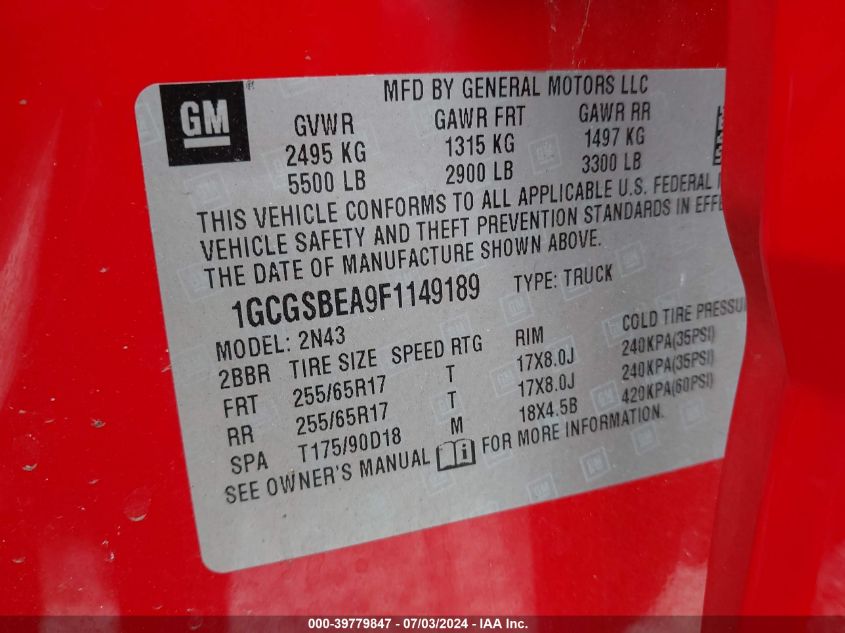 MFD BY GENERAL MOTORS LLC
GM
GVWR GAWR FRT GAWR RR
2495 KG 1315 KG 1497 KG
5500 LB 2900 LB 3300 LB
THIS VEHICLE CONFORMS TO ALL APPLICABLE U.S. FEDERAL
VEHICLE SAFETY AND THEFT PREVENTION STANDARDS IN EFFE
THE DATE OF MANUFACTURE SHOWN ABOVE.
1GCGSBEA9F1149189 TYPE: TRUCK
MODEL: 2N43
2BBR TIRE SIZE SPEED RTG RIM COLD TIRE PRESSU
FRT 255/65R17 T 17X8.0J 240KPA(35PSI)
RR 255/65R17 T 17X8.0J 240KPA(35PSI)
SPA T175/90D18 M 18X4.5B 420KPA(60PSI)
SEE OWNER'S MANUAL FOR MORE INFORMATION.
000-39779847 - 07/03/2024 - IAA Inc.